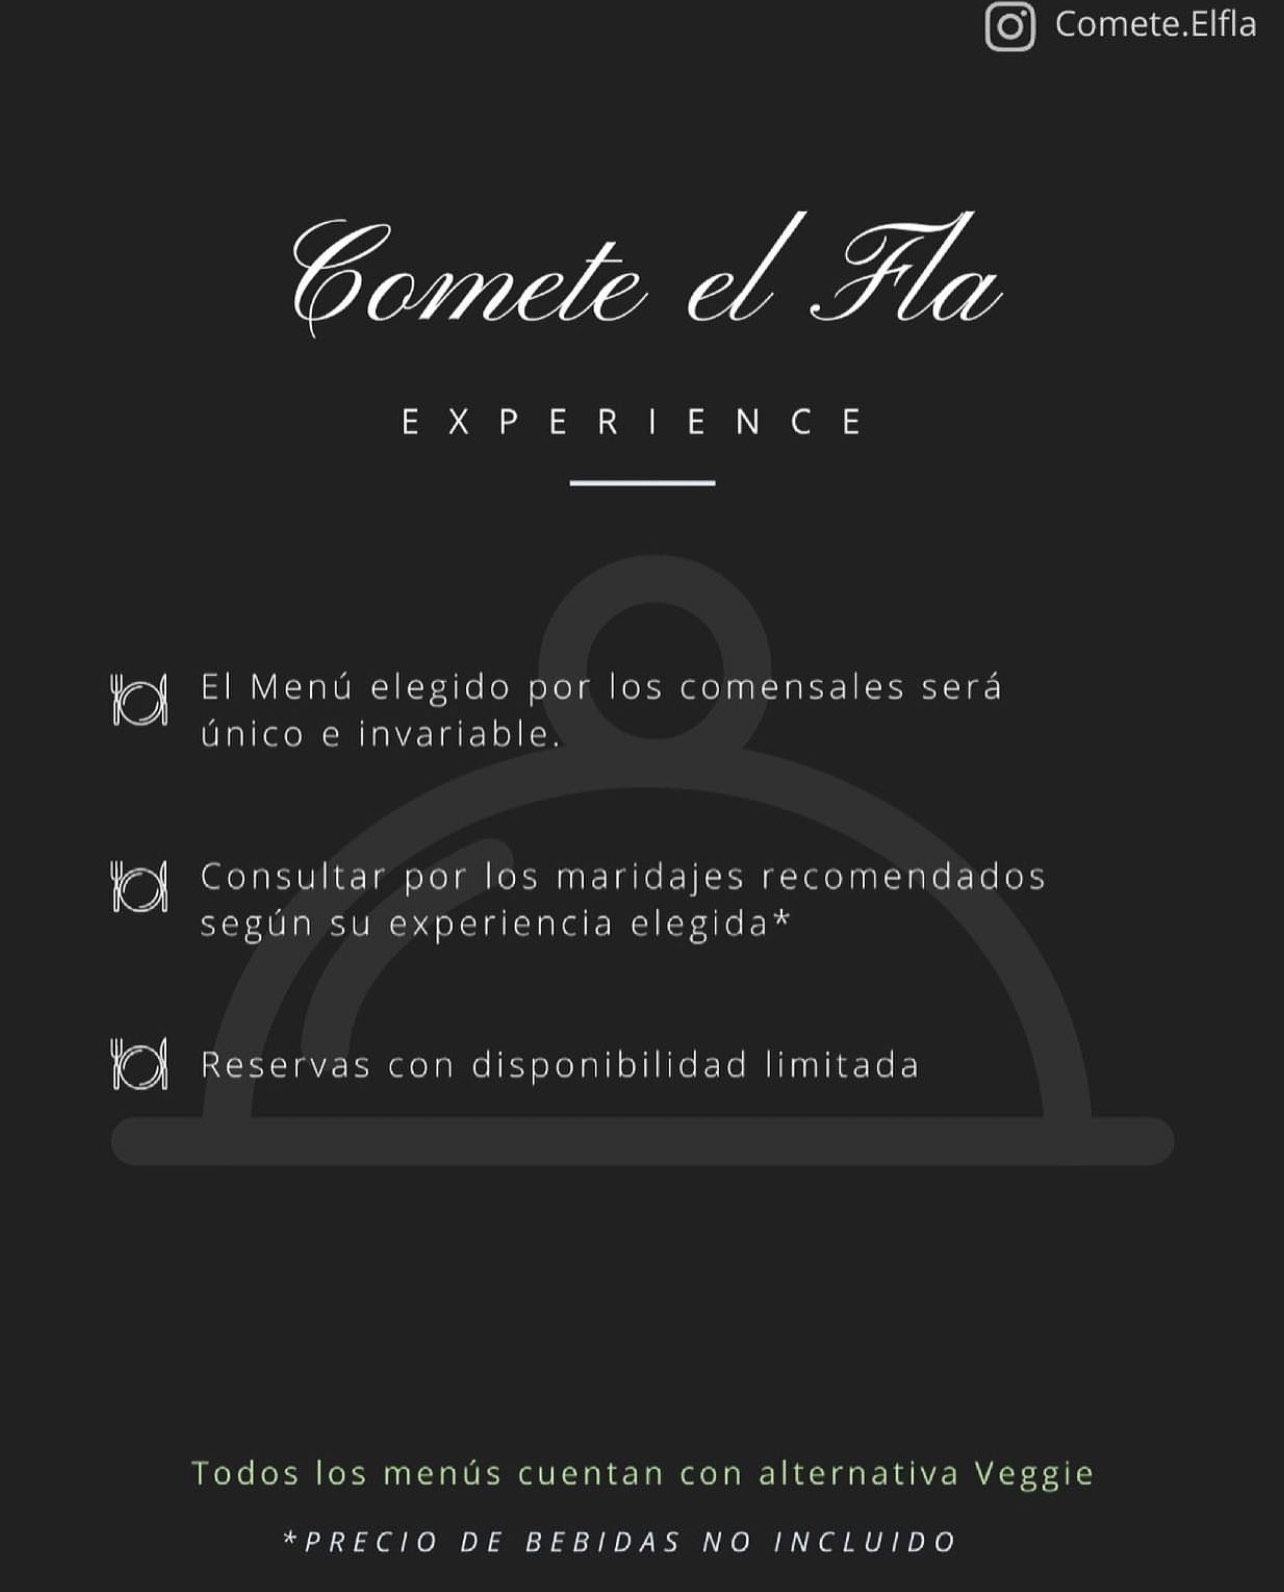 Comete.Elfla
Comete el Fla
EXPERIENCE
El Menú elegido por los comensales será
único e invariable.
Consultar por los maridajes recomendados
según su experiencia elegida*
Reservas con disponibilidad limitada
Todos los menús cuentan con alternativa Veggie
*PRECIO DE BEBIDAS NO INCLUIDO